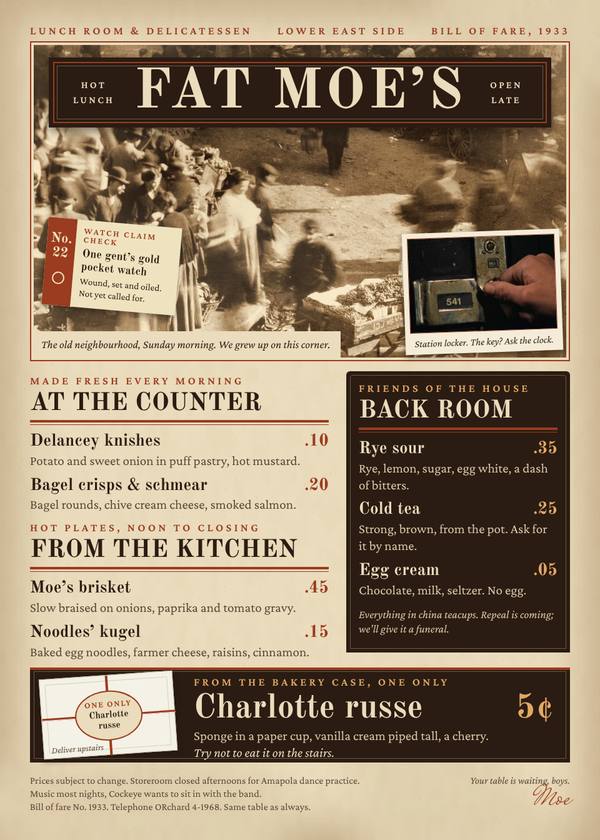 LUNCH ROOM & DELICATESSEN LOWER EAST SIDE BILL OF FARE, 1933
HOT
LUNCH
FAT MOE'S
OPEN
LATE
No.
22
WATCH CLAIM
CHECK
One gent's gold
pocket watch
Wound, set and oiled.
Not yet called for.
541
The old neighbourhood, Sunday morning. We grew up on this corner.
Station locker. The key? Ask the clock.
MADE FRESH EVERY MORNING
AT THE COUNTER
Delancey knishes .10
Potato and sweet onion in puff pastry, hot mustard.
Bagel crisps & schmear .20
Bagel rounds, chive cream cheese, smoked salmon.
HOT PLATES, NOON TO CLOSING
FROM THE KITCHEN
Moe's brisket .45
Slow braised on onions, paprika and tomato gravy.
Noodles' kugel .15
Baked egg noodles, farmer cheese, raisins, cinnamon.
FRIENDS OF THE HOUSE
BACK ROOM
Rye sour .35
Rye, lemon, sugar, egg white, a dash
of bitters.
Cold tea .25
Strong, brown, from the pot. Ask for
it by name.
Egg cream .05
Chocolate, milk, seltzer. No egg.
Everything in china teacups. Repeal is coming;
we'll give it a funeral.
ONE ONLY
Charlotte
russe
Deliver upstairs
FROM THE BAKERY CASE, ONE ONLY
Charlotte russe 5¢
Sponge in a paper cup, vanilla cream piped tall, a cherry.
Try not to eat it on the stairs.
Prices subject to change. Storeroom closed afternoons for Amapola dance practice.
Music most nights, Cockeye wants to sit in with the band.
Bill of fare No. 1933. Telephone ORchard 4-1968. Same table as always.
Your table is waiting, boys.
Moe